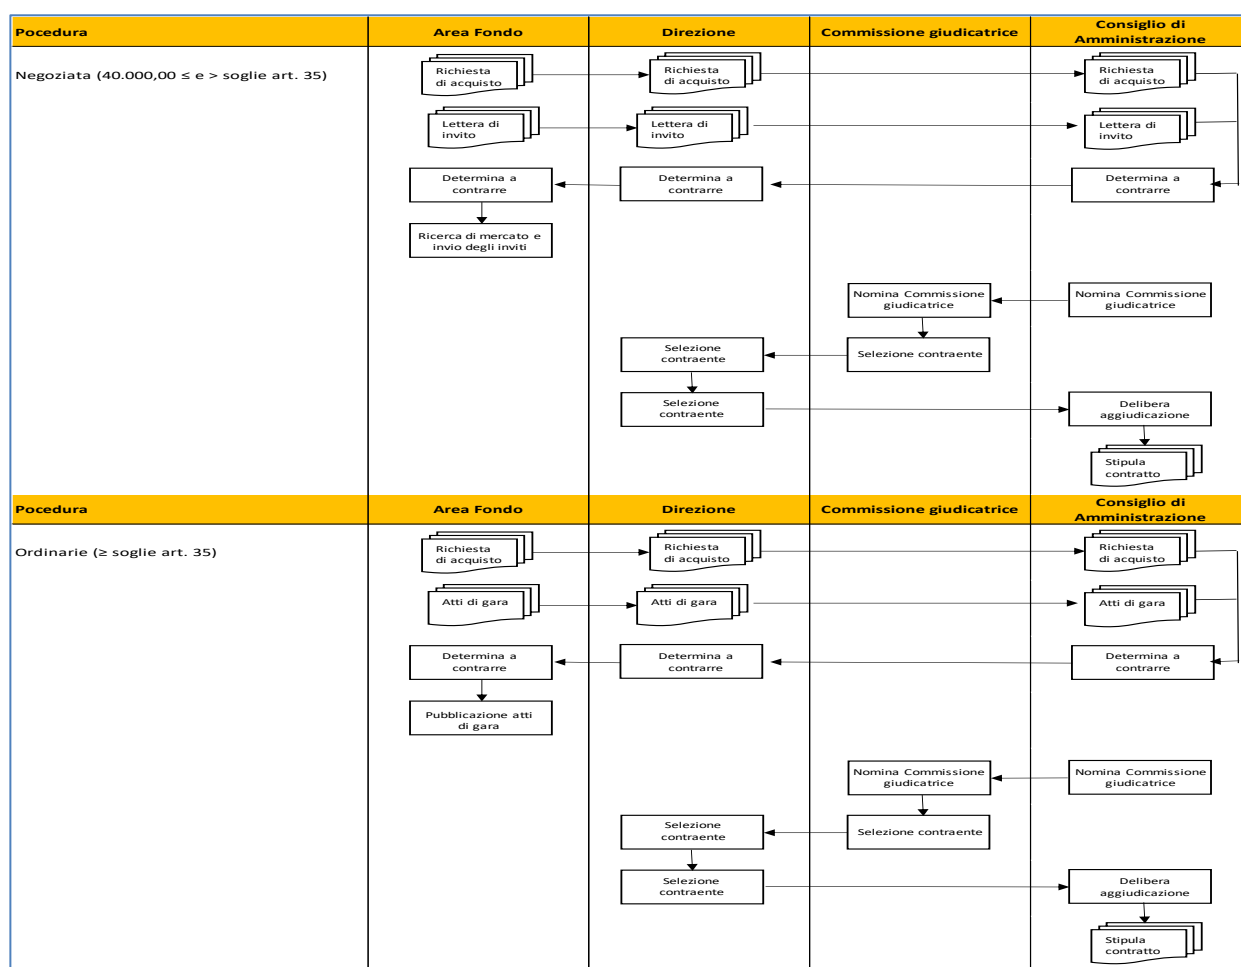 Pocedura
Area Fondo
Direzione
Commissione giudicatrice
Consiglio di
Amministrazione
Negoziata (40.000,00 ≤ e > soglie art. 35)
Richiesta
di acquisto
Richiesta
di acquisto
Richiesta
di acquisto
Lettera di
invito
Lettera di
invito
Lettera di
invito
Determina a
contrarre
Determina a
contrarre
Determina a
contrarre
Ricerca di mercato e
invio degli inviti
Nomina Commissione
giudicatrice
Nomina Commissione
giudicatrice
Selezione
contraente
Selezione contraente
Selezione
contraente
Delibera
aggiudicazione
Stipula
contratto
Pocedura
Area Fondo
Direzione
Commissione giudicatrice
Consiglio di
Amministrazione
Ordinarie (≥ soglie art. 35)
Richiesta
di acquisto
Richiesta
di acquisto
Richiesta
di acquisto
Atti di gara
Atti di gara
Atti di gara
Determina a
contrarre
Determina a
contrarre
Determina a
contrarre
Pubblicazione atti
di gara
Nomina Commissione
giudicatrice
Nomina Commissione
giudicatrice
Selezione
contraente
Selezione contraente
Selezione
contraente
Delibera
aggiudicazione
Stipula
contratto